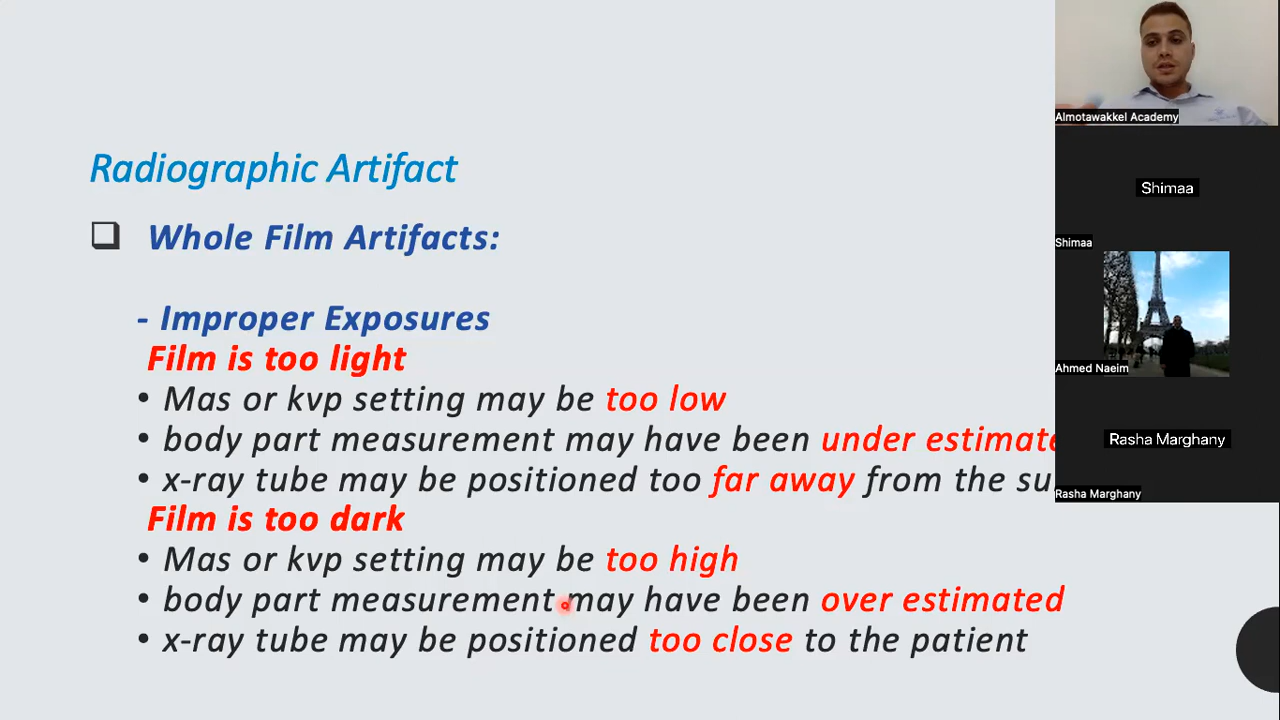 Radiographic Artifact
Whole Film Artifacts:
- Improper Exposures
Film is too light
• Mas or kvp setting may be too low
• body part measurement may have been under estimate
• x-ray tube may be positioned too far away from the su
Film is too dark
• Mas or kvp setting may be too high
• body part measurement may have been over estimated
• x-ray tube may be positioned too close to the patient
Almotawakkel Academy
Shimaa
Shimaa
Ahmed Naeim
Rasha Marghany
Rasha Marghany